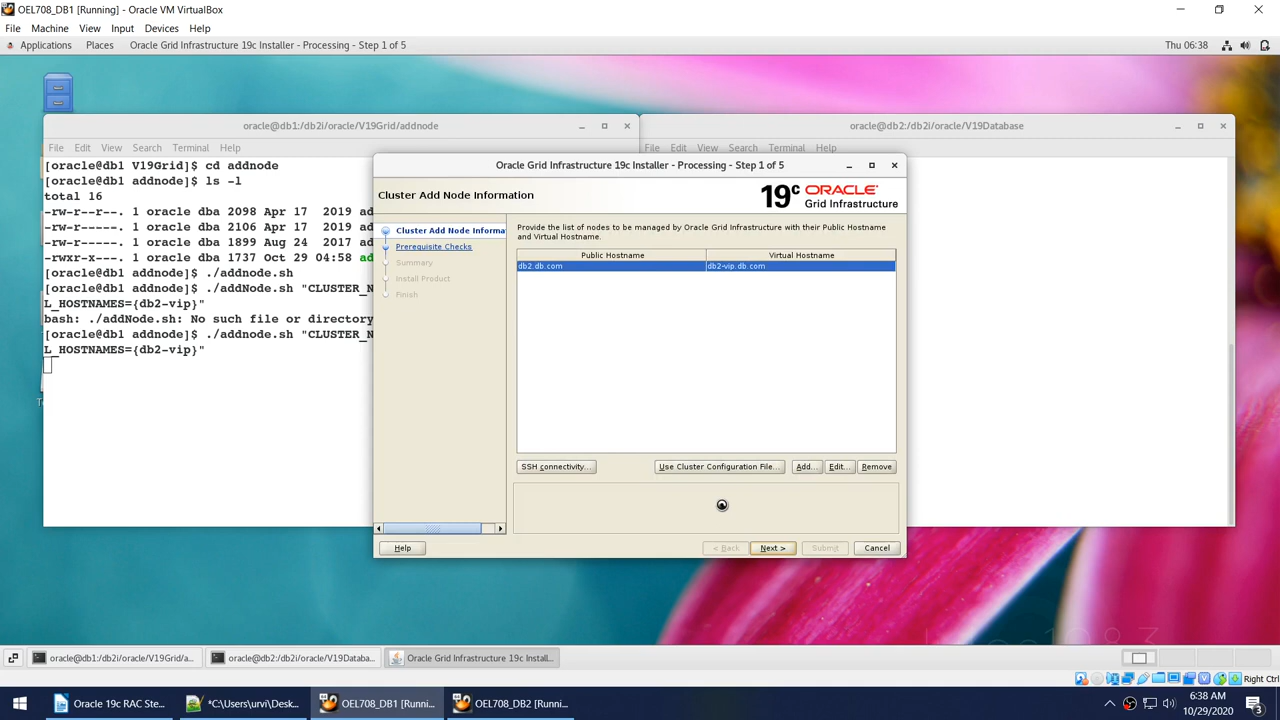 OEL708_DB1 [Running] - Oracle VM VirtualBox
File Machine View Input Devices Help
Applications Places Oracle Grid Infrastructure 19c Installer - Processing - Step 1 of 5 Thu 06:38
oracle@db1:/db2i/oracle/V19Grid/addnode
File Edit View Search Terminal Help
[oracle@db1 V19Grid]$ cd addnode
[oracle@db1 addnode]$ ls -l
total 16
-rw-r--r--. 1 oracle dba 2098 Apr 17 2019 ad
-rw-r-----. 1 oracle dba 2106 Apr 17 2019 ad
-rw-r-----. 1 oracle dba 1899 Aug 24 2017 ad
-rwxr-x---. 1 oracle dba 1737 Oct 29 04:58 ad
[oracle@db1 addnode]$ ./addnode.sh
[oracle@db1 addnode]$ ./addNode.sh "CLUSTER_N
L_HOSTNAMES={db2-vip}"
bash: ./addNode.sh: No such file or directory
[oracle@db1 addnode]$ ./addnode.sh "CLUSTER_N
L_HOSTNAMES={db2-vip}"
oracle@db2:/db2i/oracle/V19Database
File Edit View Search Terminal Help
Oracle Grid Infrastructure 19c Installer - Processing - Step 1 of 5
Cluster Add Node Information
19c ORACLE
Grid Infrastructure
Cluster Add Node Informa
Prerequisite Checks
Summary
Install Product
Finish
Provide the list of nodes to be managed by Oracle Grid Infrastructure with their Public Hostname
and Virtual Hostname.
Public Hostname Virtual Hostname
db2.db.com db2-vip.db.com
SSH connectivity... Use Cluster Configuration File... Add... Edit... Remove
Help < Back Next > Submit Cancel
oracle@db1:/db2i/oracle/V19Grid/a... oracle@db2:/db2i/oracle/V19Databa... Oracle Grid Infrastructure 19c Install...
Right Ctrl
Oracle 19c RAC Ste... *C:\Users\urvi\Desk... OEL708_DB1 [Runni... OEL708_DB2 [Runni...
6:38 AM
10/29/2020
3